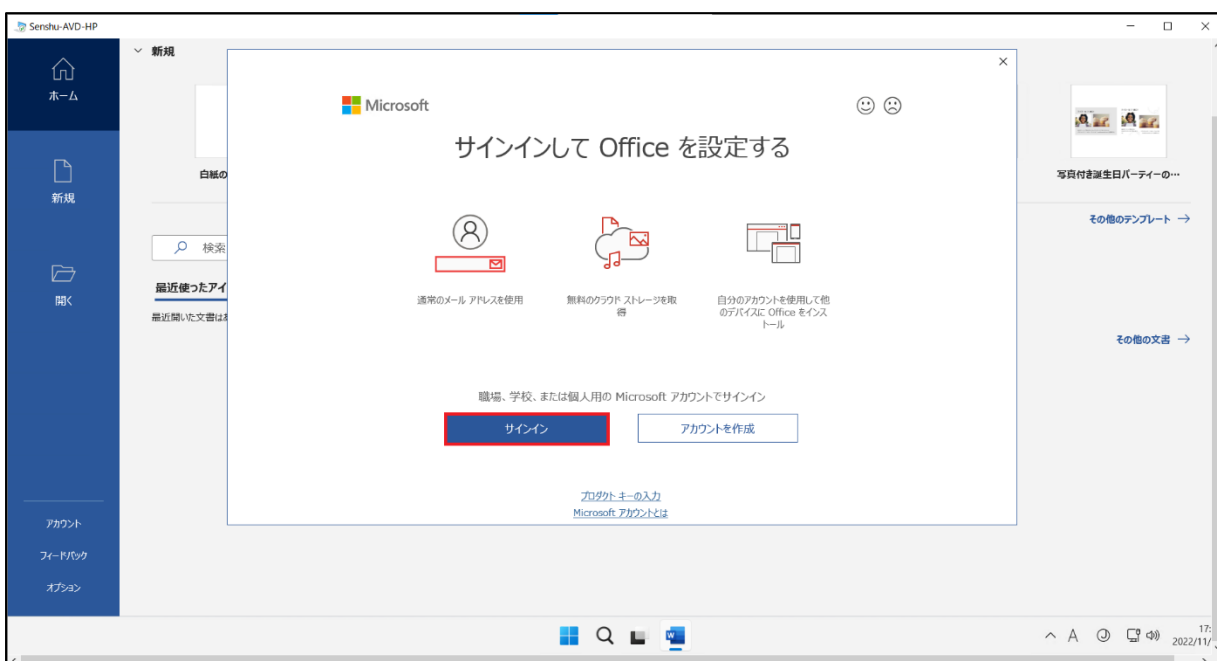 Senshu-AVD-HP
ホーム
新規
開く
アカウント
フィードバック
オプション
新規
白紙の
写真付き誕生日パーティーの…
その他のテンプレート →
検索
最近使ったアイ
最近開いた文書は
その他の文書 →
Microsoft
サインインして Office を設定する
通常のメール アドレスを使用
無料のクラウド ストレージを取
得
自分のアカウントを使用して他
のデバイスに Office をインス
トール
職場、学校、または個人用の Microsoft アカウントでサインイン
サインイン
アカウントを作成
プロダクト キーの入力
Microsoft アカウントとは
A
17:
2022/11/